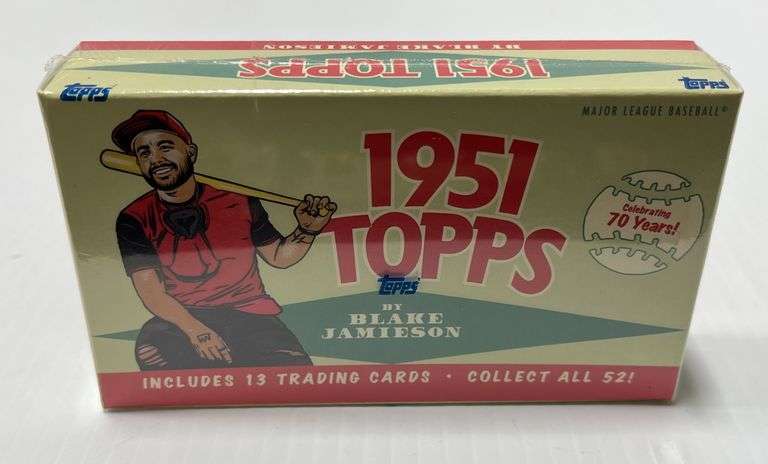 BY BLAKE JAMIESON
1951 TOPPS
Topps
Topps
MAJOR LEAGUE BASEBALL®
1951
TOPPS
Topps
BY
BLAKE
JAMIESON
Celebrating
70 Years!
INCLUDES 13 TRADING CARDS • COLLECT ALL 52!